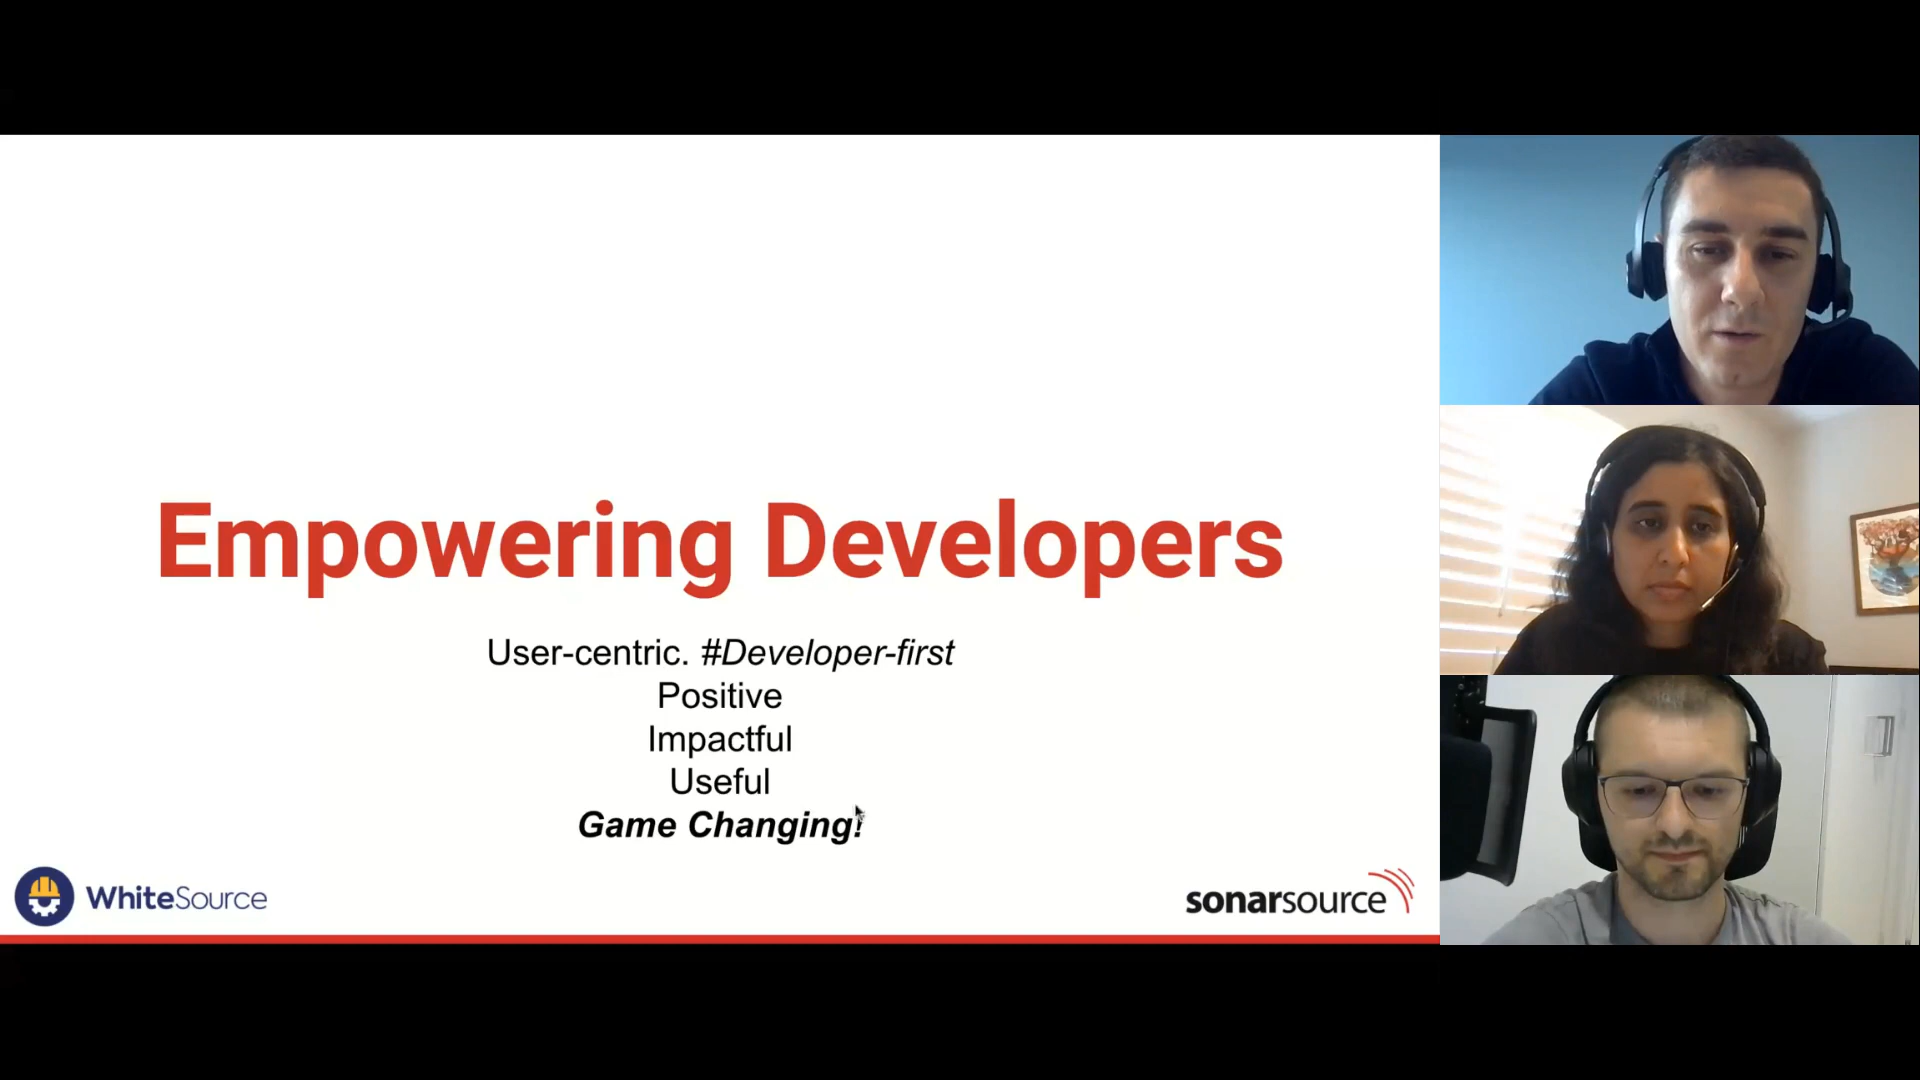 Empowering Developers
User-centric. #Developer-first
Positive
Impactful
Useful
Game Changing!
WhiteSource
sonarsource